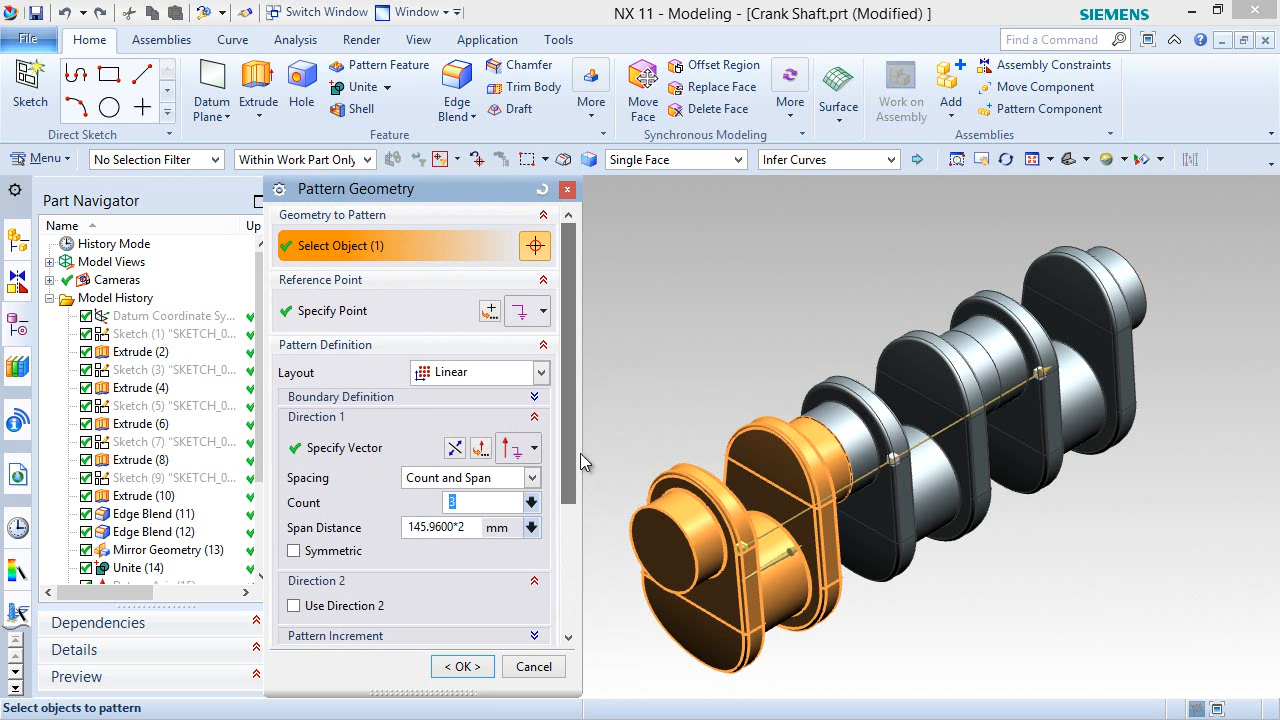 Switch Window Window NX 11 - Modeling - [Crank Shaft.prt (Modified) ] SIEMENS
File Home Assemblies Curve Analysis Render View Application Tools Find a Command
Sketch
Direct Sketch
Datum Plane Extrude Hole
Pattern Feature
Unite
Shell
Edge Blend
Chamfer
Trim Body
Draft
More
Feature
Move Face
Offset Region
Replace Face
Delete Face
More
Synchronous Modeling
Surface
Work on Assembly
Add
Assembly Constraints
Move Component
Pattern Component
Assemblies
Menu No Selection Filter Within Work Part Only Single Face Infer Curves
Part Navigator
Name Up
History Mode
Model Views
Cameras
Model History
Datum Coordinate Sy...
Sketch (1) "SKETCH_0...
Extrude (2)
Sketch (3) "SKETCH_0...
Extrude (4)
Sketch (5) "SKETCH_0...
Extrude (6)
Sketch (7) "SKETCH_0...
Extrude (8)
Sketch (9) "SKETCH_0...
Extrude (10)
Edge Blend (11)
Edge Blend (12)
Mirror Geometry (13)
Unite (14)
Dependencies
Details
Preview
Pattern Geometry
Geometry to Pattern
Select Object (1)
Reference Point
Specify Point
Pattern Definition
Layout Linear
Boundary Definition
Direction 1
Specify Vector
Spacing Count and Span
Count 3
Span Distance 145.9600*2 mm
Symmetric
Direction 2
Use Direction 2
Pattern Increment
< OK > Cancel
Select objects to pattern